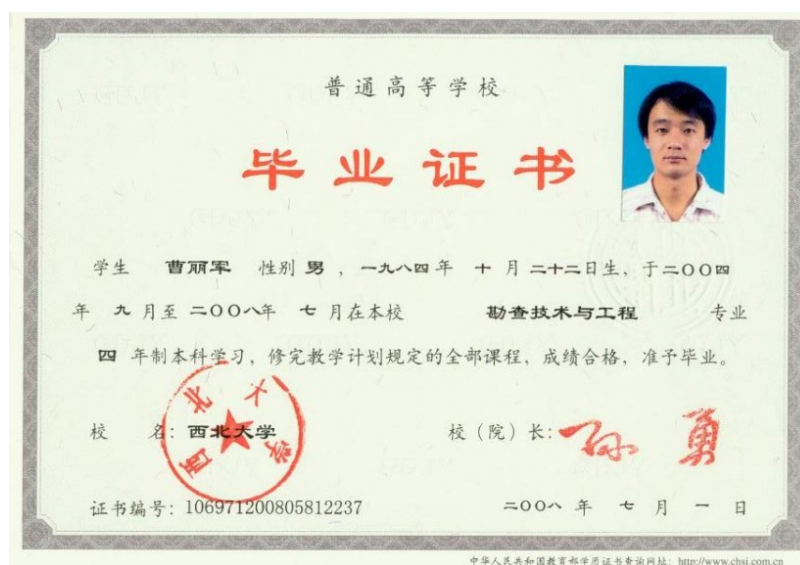 普通高等学校
毕业证书
学生 曹丽军 性别 男 ，一九八四 年 十 月 二十二日生，于二〇〇四
年 九 月至 二〇〇八年 七 月在本校 勘查技术与工程 专业
四 年制本科学习，修完教学计划规定的全部课程，成绩合格，准予毕业。
校 名：西北大学 校（院）长：孙勇
西北大学
证书编号：106971200805812237 二〇〇八 年 七 月 一 日
中华人民共和国教育部学历证书查询网址：http://www.chsi.com.cn